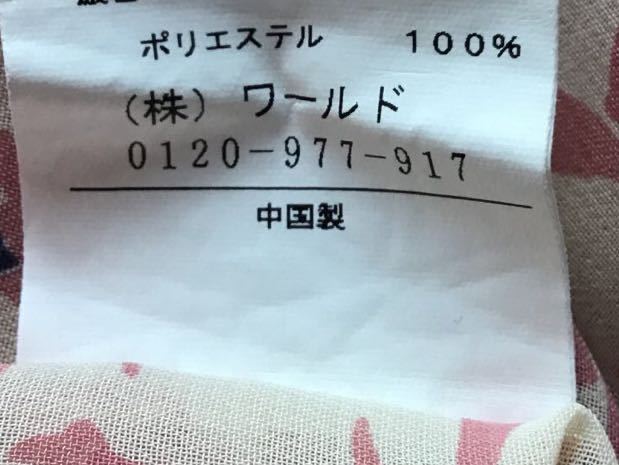 ポリエステル　　１００％
（株） ワールド
0120-977-917
中国製